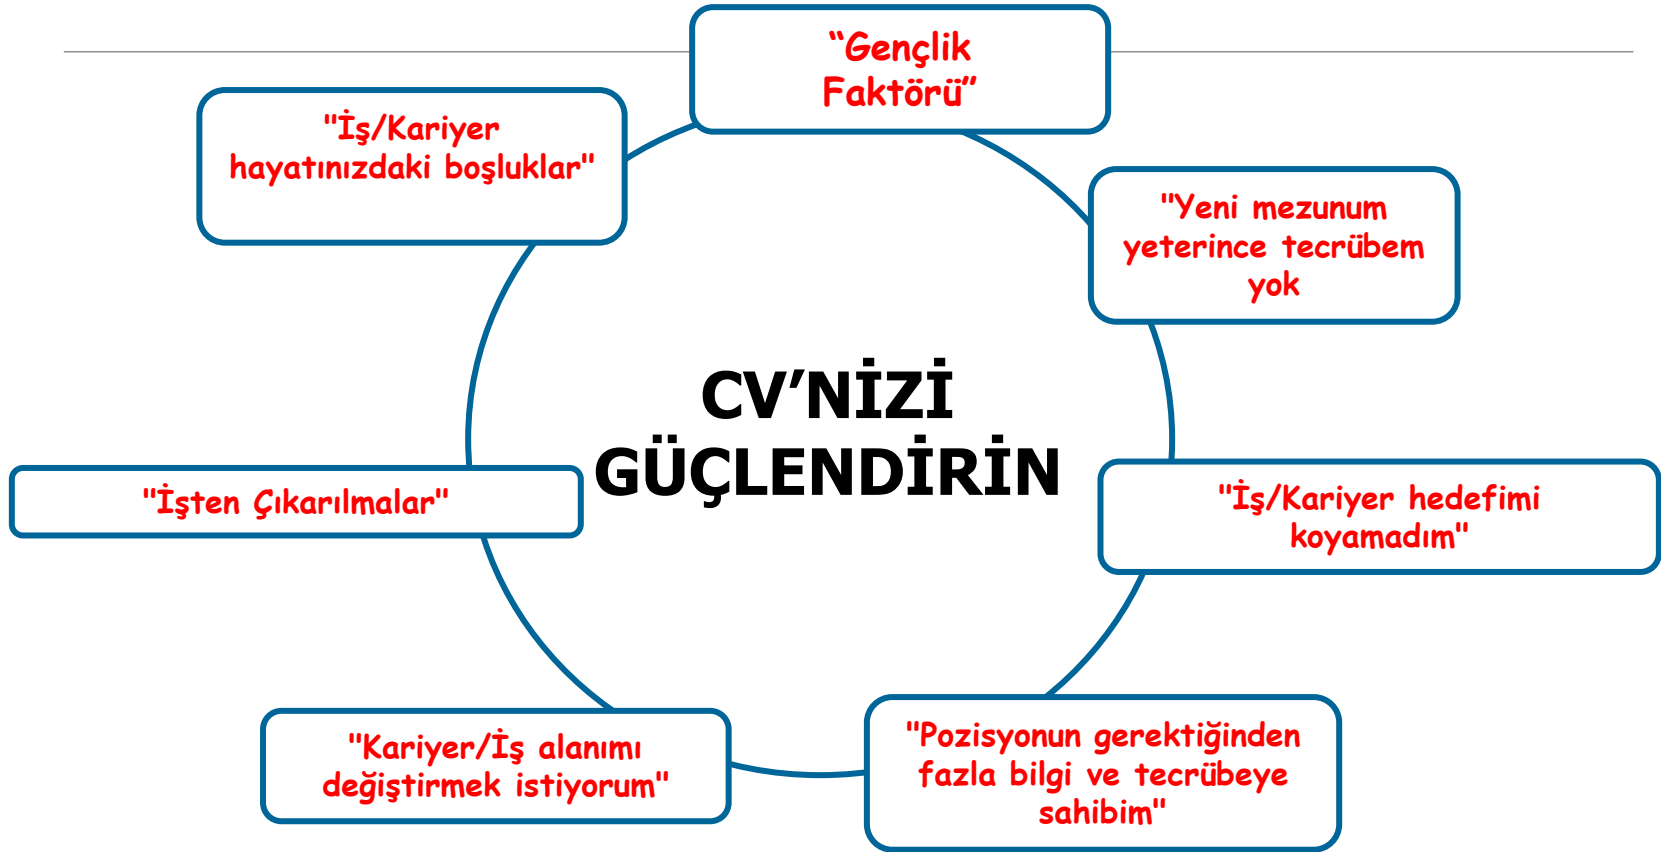 “Gençlik
Faktörü”
"İş/Kariyer
hayatınızdaki boşluklar"
"Yeni mezunum
yeterince tecrübem
yok
CV’NİZİ
GÜÇLENDİRİN
"İşten Çıkarılmalar"
"İş/Kariyer hedefimi
koyamadım"
"Kariyer/İş alanımı
değiştirmek istiyorum"
"Pozisyonun gerektiğinden
fazla bilgi ve tecrübeye
sahibim"